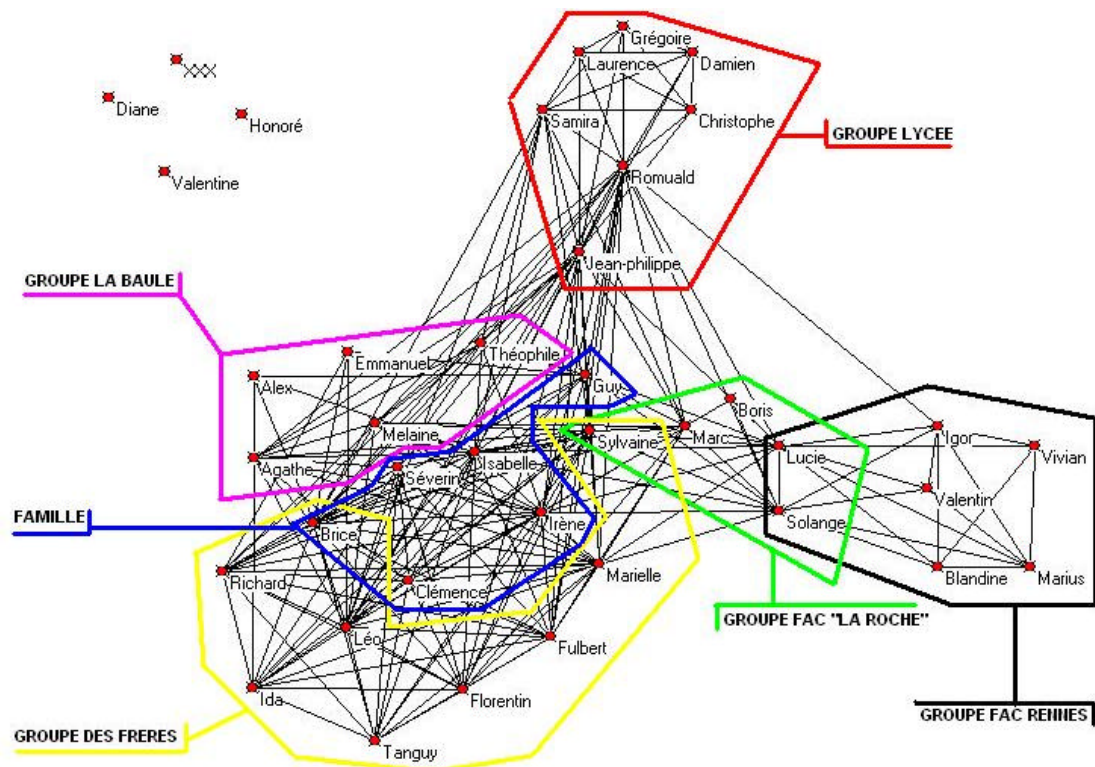 Grégoire
Laurence
Damien
XXX
Diane
Honoré
Samira
Christophe
GROUPE LYCEE
Valentine
Romuald
Jean-philippe
GROUPE LA BAULE
Emmanuel
Théophile
Alex
Guy
Boris
Melaine
Sylvaine
Marc
Igor
Agathe
Séverin
Isabelle
Lucie
Vivian
Valentin
FAMILLE
Brice
Irène
Solange
Richard
Clémence
Marielle
Blandine
Marius
GROUPE FAC "LA ROCHE"
Léo
Fulbert
Ida
Florentin
GROUPE FAC RENNES
GROUPE DES FRERES
Tanguy